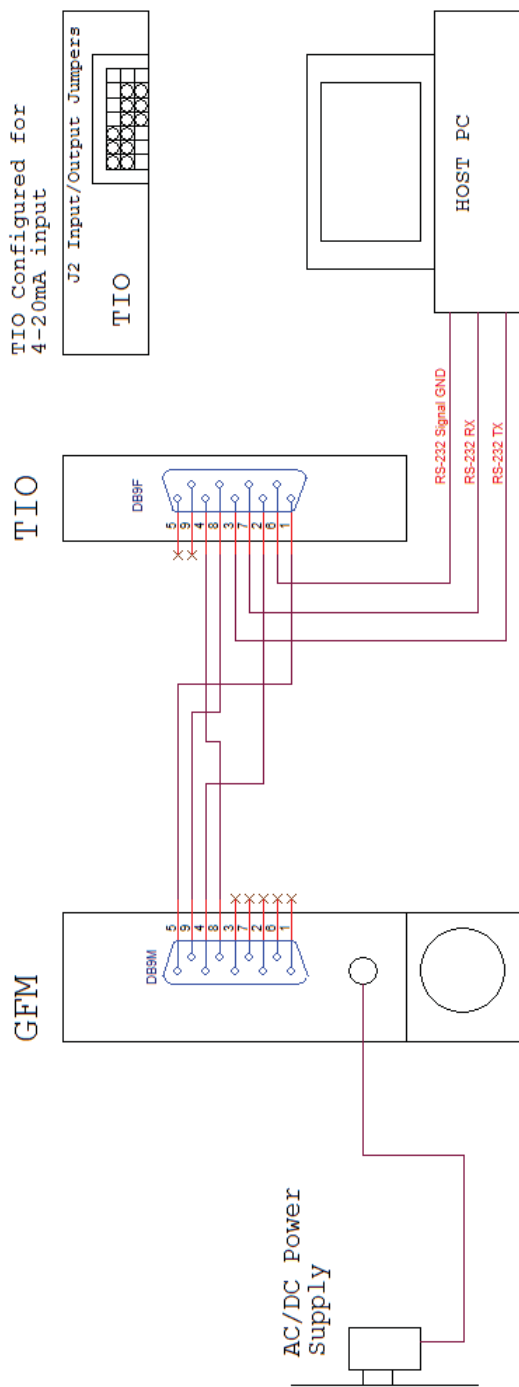 TIO Configured for
4-20mA input
J2 Input/Output Jumpers
TIO
HOST PC
RS-232 Signal GND
RS-232 RX
RS-232 TX
TIO
DB9F
5
9
4
8
3
7
2
6
1
GFM
DB9M
5
9
4
8
3
7
2
6
1
AC/DC Power
Supply